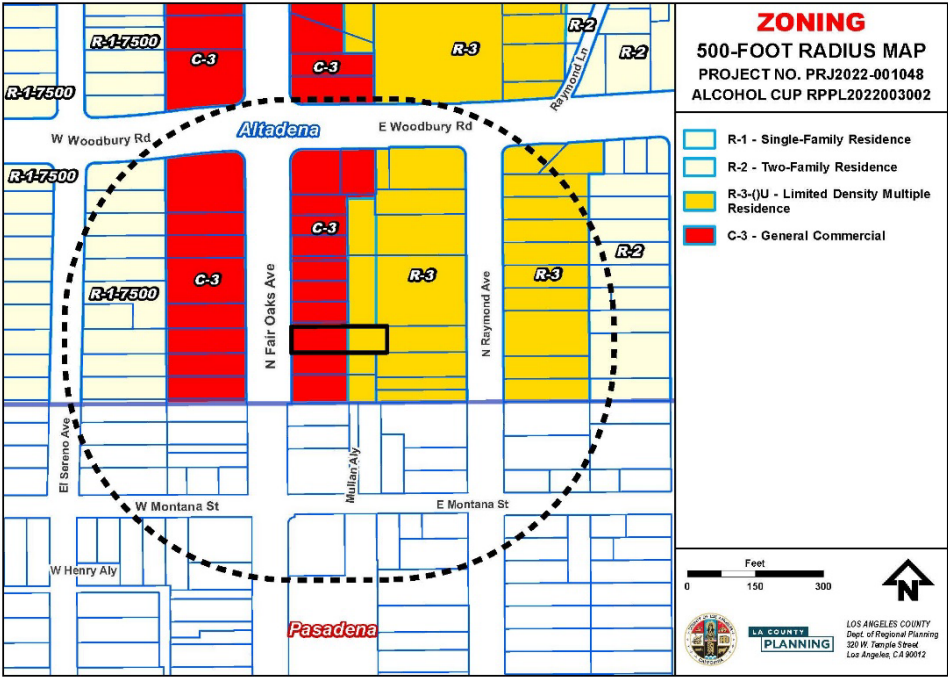 ZONING
500-FOOT RADIUS MAP
PROJECT NO. PRJ2022-001048
ALCOHOL CUP RPPL2022003002
R-1 - Single-Family Residence
R-2 - Two-Family Residence
R-3-()U - Limited Density Multiple
Residence
C-3 - General Commercial
R-1-7500
C-3
C-3
R-3
R-2
R-2
R-1-7500
Raymond Ln
W Woodbury Rd
Altadena
E Woodbury Rd
R-1-7500
C-3
R-2
R-1-7500
C-3
R-3
R-3
N Fair Oaks Ave
N Raymond Ave
El Sereno Ave
Mullan Aly
W Montana St
E Montana St
W Henry Aly
Pasadena
Feet
0 150 300
N
LA COUNTY
PLANNING
LOS ANGELES COUNTY
Dept. of Regional Planning
320 W. Temple Street
Los Angeles, CA 90012